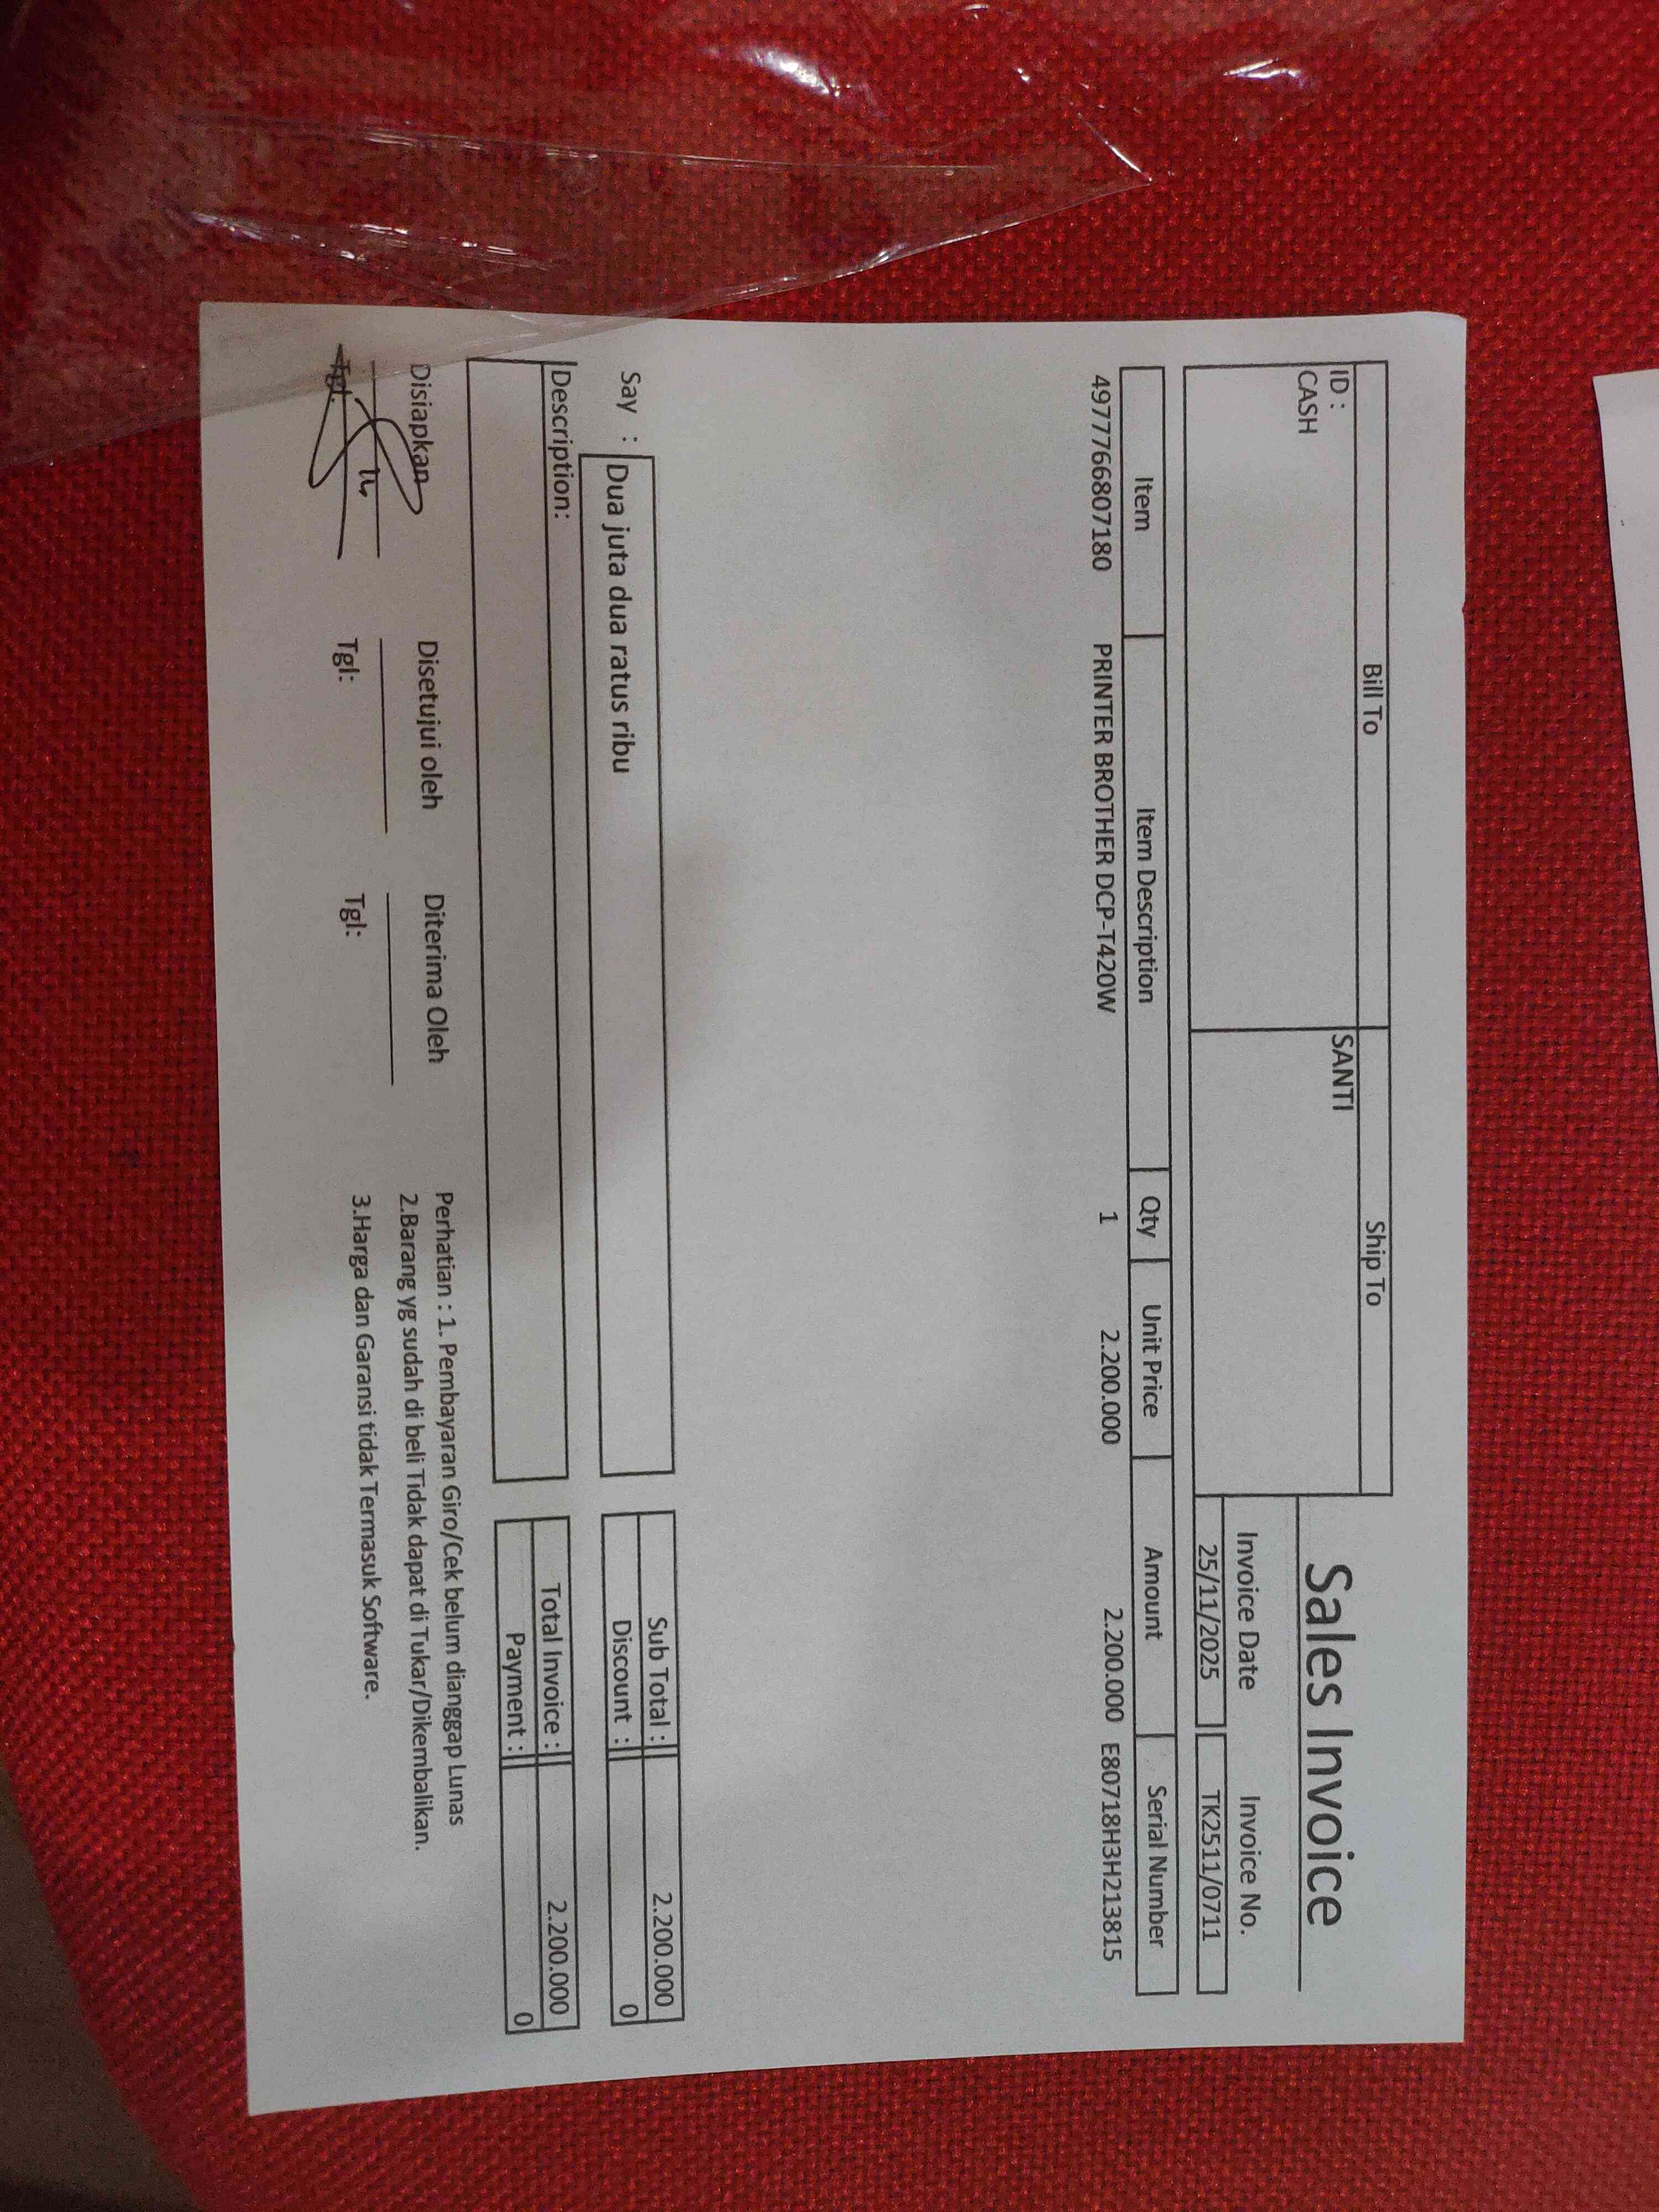 Sales Invoice
Bill To
Ship To
ID :
CASH
SANTI
Invoice Date
Invoice No.
25/11/2025
TK2511/0711
Item
Item Description
Qty
Unit Price
Amount
Serial Number
4977766807180
PRINTER BROTHER DCP-T420W
1
2.200.000
2.200.000
E80718H3H213815
Say :
Dua juta dua ratus ribu
Sub Total :
2.200.000
Discount :
0
Description:
Total Invoice :
2.200.000
Payment :
0
Disiapkan
Disetujui oleh
Diterima Oleh
Tgl:
Tgl:
Tgl:
Perhatian : 1. Pembayaran Giro/Cek belum dianggap Lunas
2.Barang yg sudah di beli Tidak dapat di Tukar/Dikembalikan.
3.Harga dan Garansi tidak Termasuk Software.